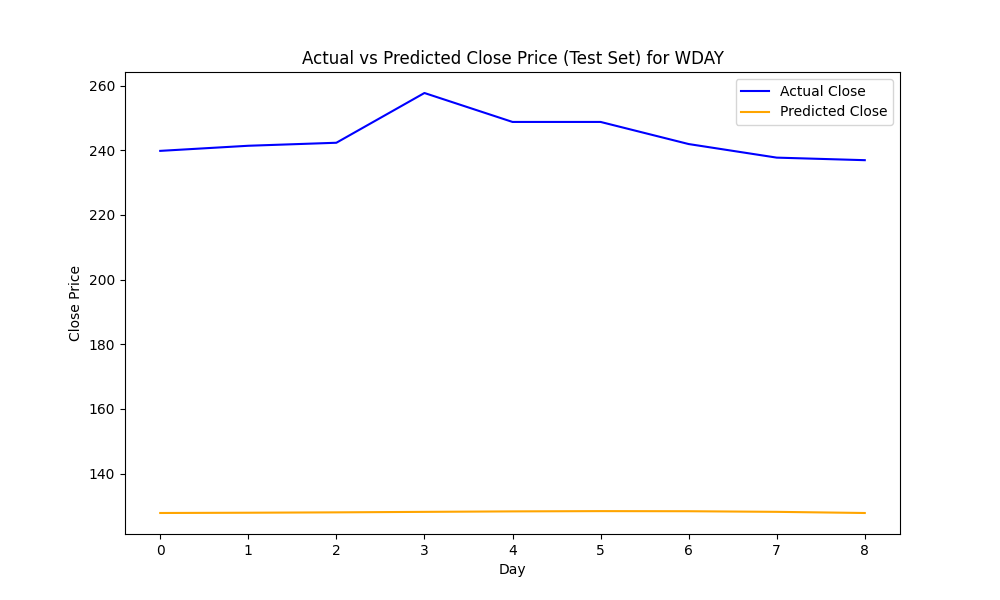 Actual vs Predicted Close Price (Test Set) for WDAY
Actual Close
Predicted Close
Close Price
260
240
220
200
180
160
140
0 1 2 3 4 5 6 7 8
Day